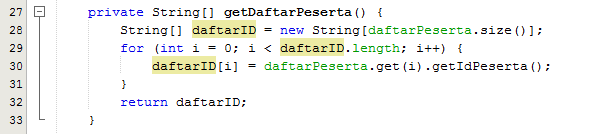 27 private String[] getDaftarPeserta() {
28 String[] daftarID = new String[daftarPeserta.size()];
29 for (int i = 0; i < daftarID.length; i++) {
30 daftarID[i] = daftarPeserta.get(i).getIdPeserta();
31 }
32 return daftarID;
33 }